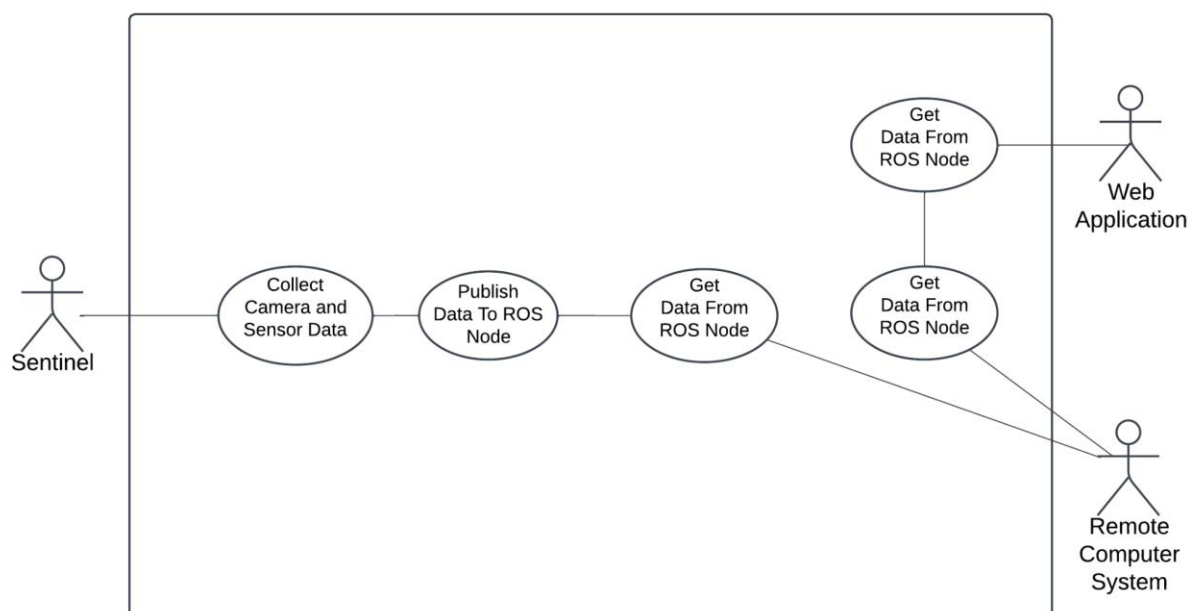 Get
Data From
ROS Node
Web
Application
Collect
Camera and
Sensor Data
Publish
Data To ROS
Node
Get
Data From
ROS Node
Get
Data From
ROS Node
Sentinel
Remote
Computer
System